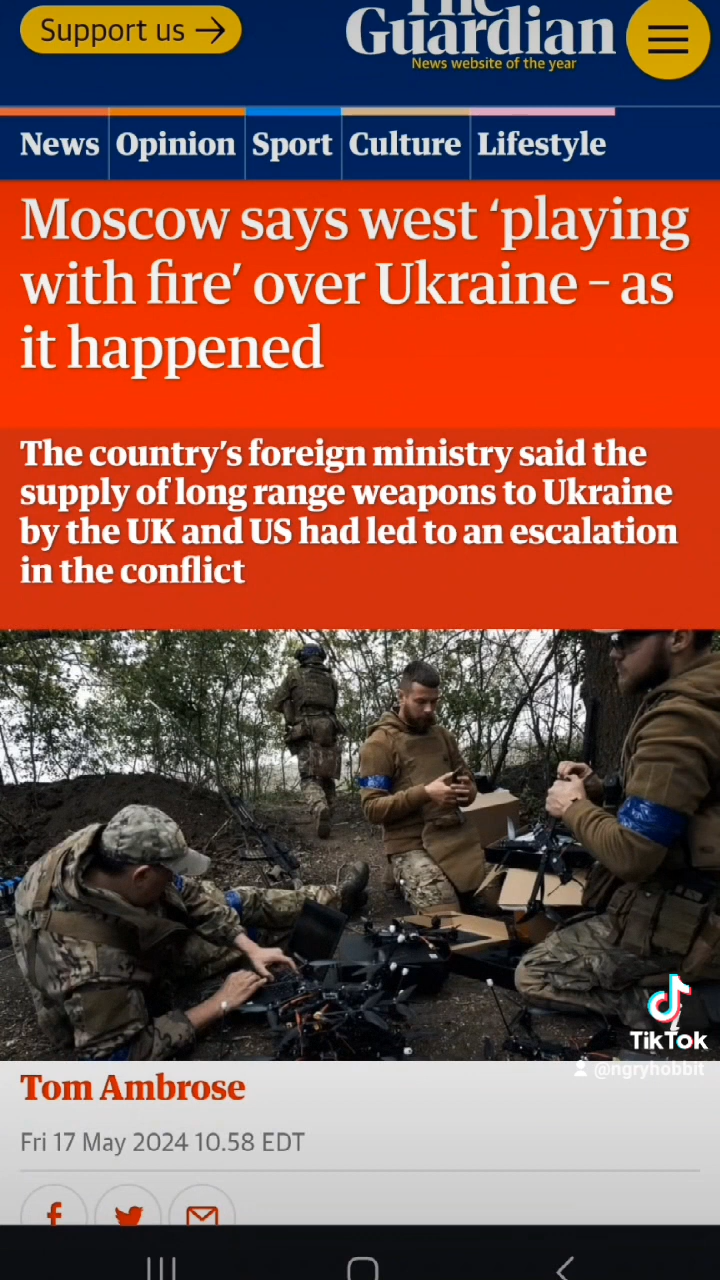 Support us →
The
Guardian
News website of the year
News Opinion Sport Culture Lifestyle
Moscow says west ‘playing
with fire’ over Ukraine – as
it happened
The country’s foreign ministry said the
supply of long range weapons to Ukraine
by the UK and US had led to an escalation
in the conflict
TikTok
@ngryhobbit
Tom Ambrose
Fri 17 May 2024 10.58 EDT